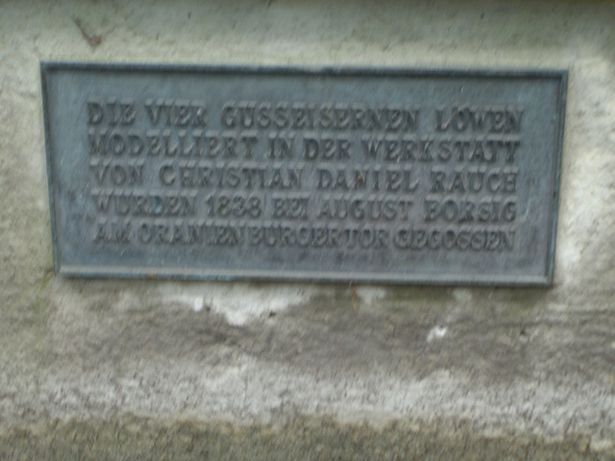 DIE VIER GUSSEISERNEN LÖWEN
MODELLIERT IN DER WERKSTATT
VON CHRISTIAN DANIEL RAUCH
WURDEN 1838 BEI AUGUST BORSIG
AM ORANIENBURGERTOR GEGOSSEN